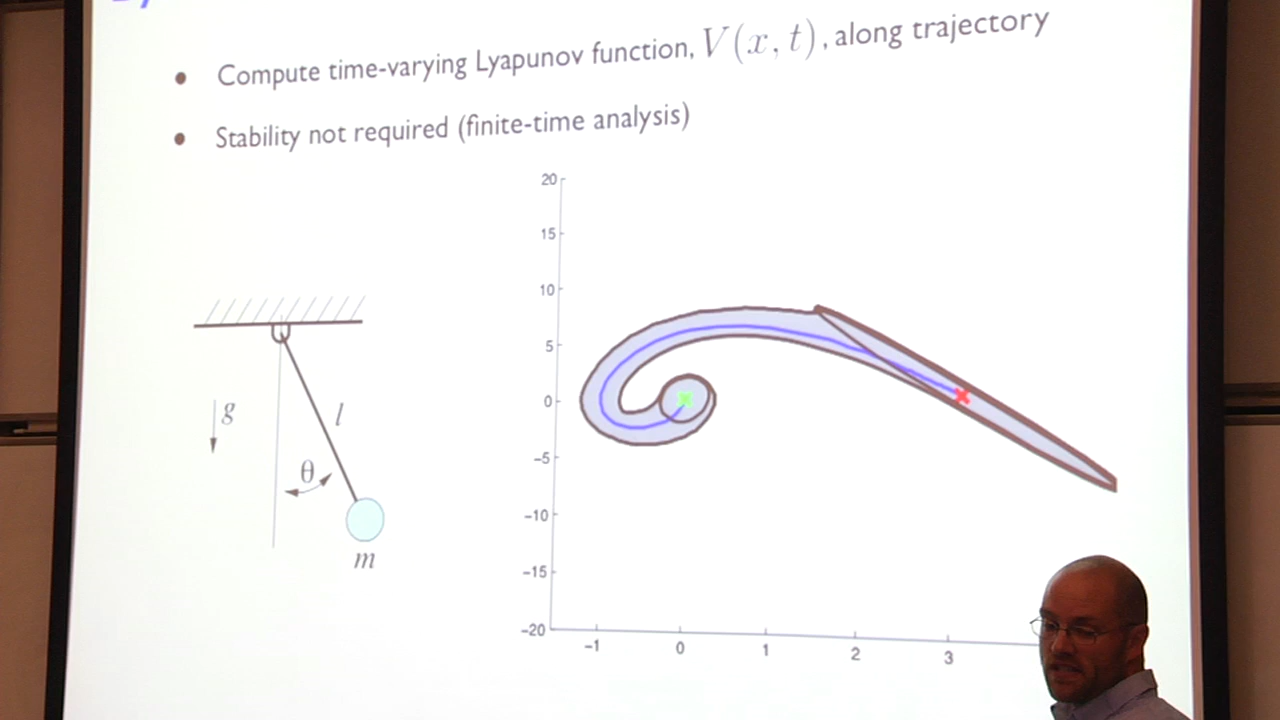 • Compute time-varying Lyapunov function, V(x, t), along trajectory
• Stability not required (finite-time analysis)
20
15
10
5
0
−5
−10
−15
−20
−1 0 1 2 3
g
l
θ
m